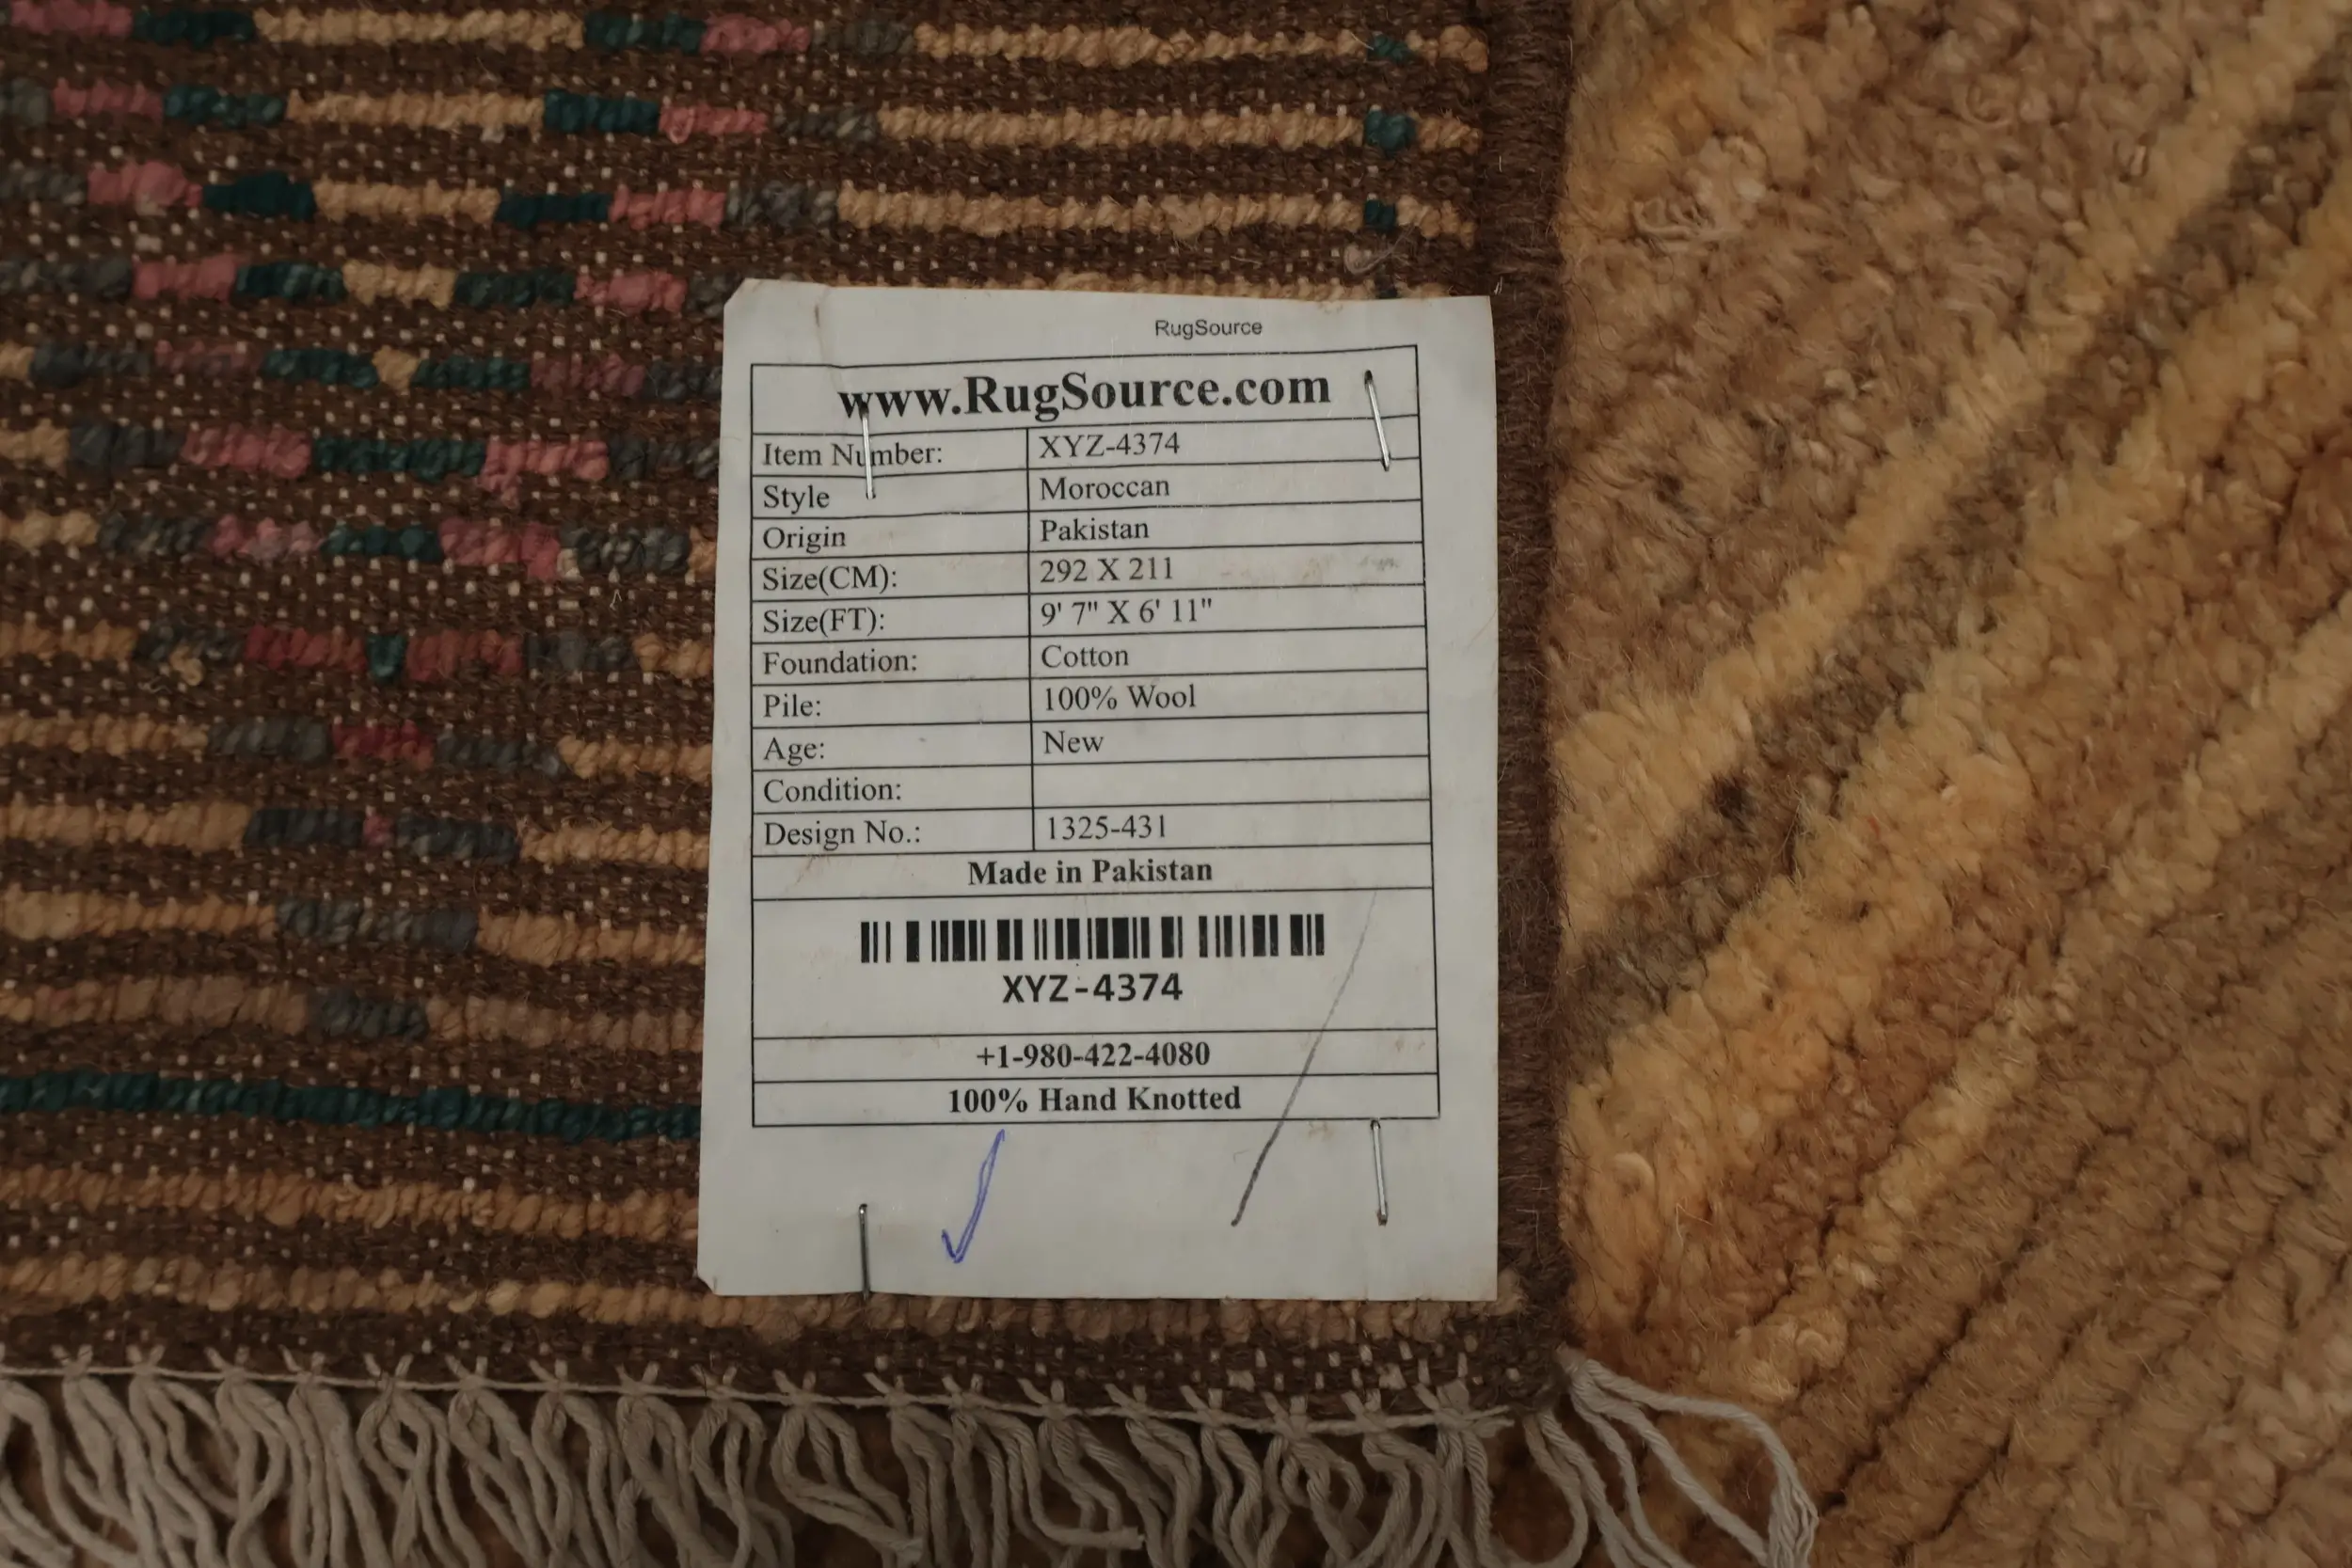 RugSource
www.RugSource.com
Item Number: XYZ-4374
Style Moroccan
Origin Pakistan
Size(CM): 292 X 211
Size(FT): 9' 7" X 6' 11"
Foundation: Cotton
Pile: 100% Wool
Age: New
Condition:
Design No.: 1325-431
Made in Pakistan
XYZ-4374
+1-980-422-4080
100% Hand Knotted